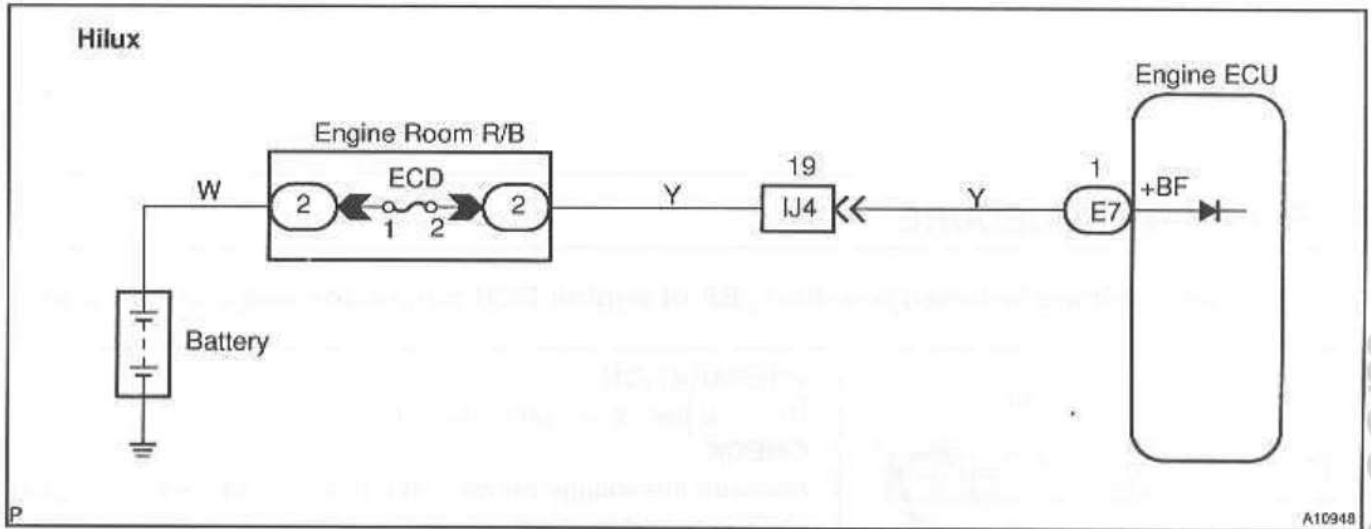 Hilux
Engine ECU
Engine Room R/B
ECD
19
1
W
2
2
Y
IJ4
Y
E7
+BF
1 2
Battery
P
A10948